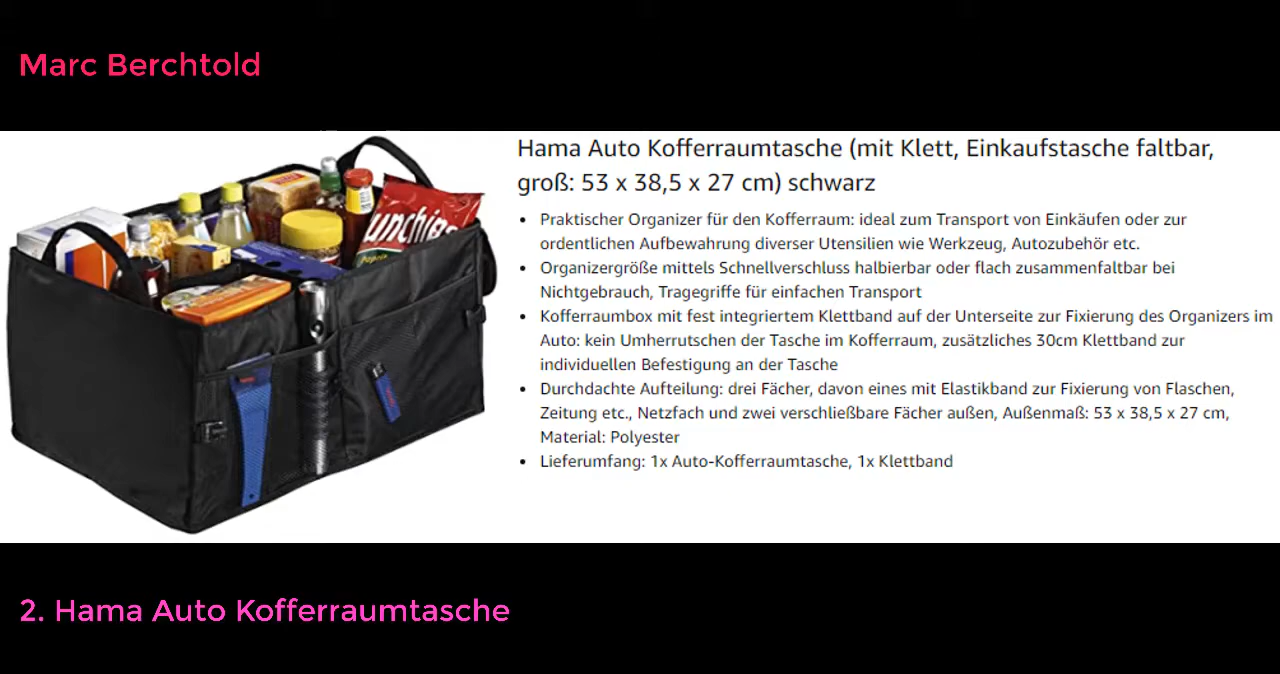 Marc Berchtold
Hama Auto Kofferraumtasche (mit Klett, Einkaufstasche faltbar,
groß: 53 x 38,5 x 27 cm) schwarz
• Praktischer Organizer für den Kofferraum: ideal zum Transport von Einkäufen oder zur
ordentlichen Aufbewahrung diverser Utensilien wie Werkzeug, Autozubehör etc.
• Organizergröße mittels Schnellverschluss halbierbar oder flach zusammenfaltbar bei
Nichtgebrauch, Tragegriffe für einfachen Transport
• Kofferraumbox mit fest integriertem Klettband auf der Unterseite zur Fixierung des Organizers im
Auto: kein Umherrutschen der Tasche im Kofferraum, zusätzliches 30cm Klettband zur
individuellen Befestigung an der Tasche
• Durchdachte Aufteilung: drei Fächer, davon eines mit Elastikband zur Fixierung von Flaschen,
Zeitung etc., Netzfach und zwei verschließbare Fächer außen, Außenmaß: 53 x 38,5 x 27 cm,
Material: Polyester
• Lieferumfang: 1x Auto-Kofferraumtasche, 1x Klettband
2. Hama Auto Kofferraumtasche